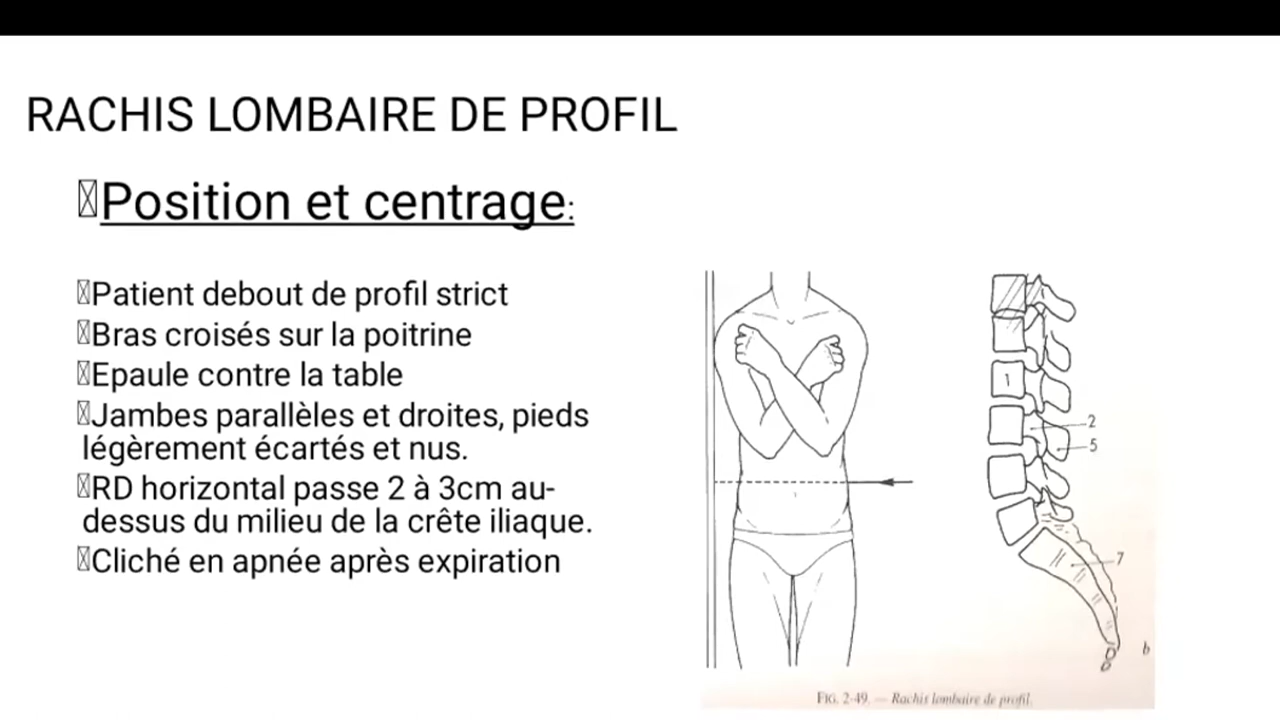 RACHIS LOMBAIRE DE PROFIL
Position et centrage:
Patient debout de profil strict
Bras croisés sur la poitrine
Epaule contre la table
Jambes parallèles et droites, pieds
légèrement écartés et nus.
RD horizontal passe 2 à 3cm au-
dessus du milieu de la crête iliaque.
Cliché en apnée après expiration
1
2
5
7
b
FIG. 2-49. — Rachis lombaire de profil.